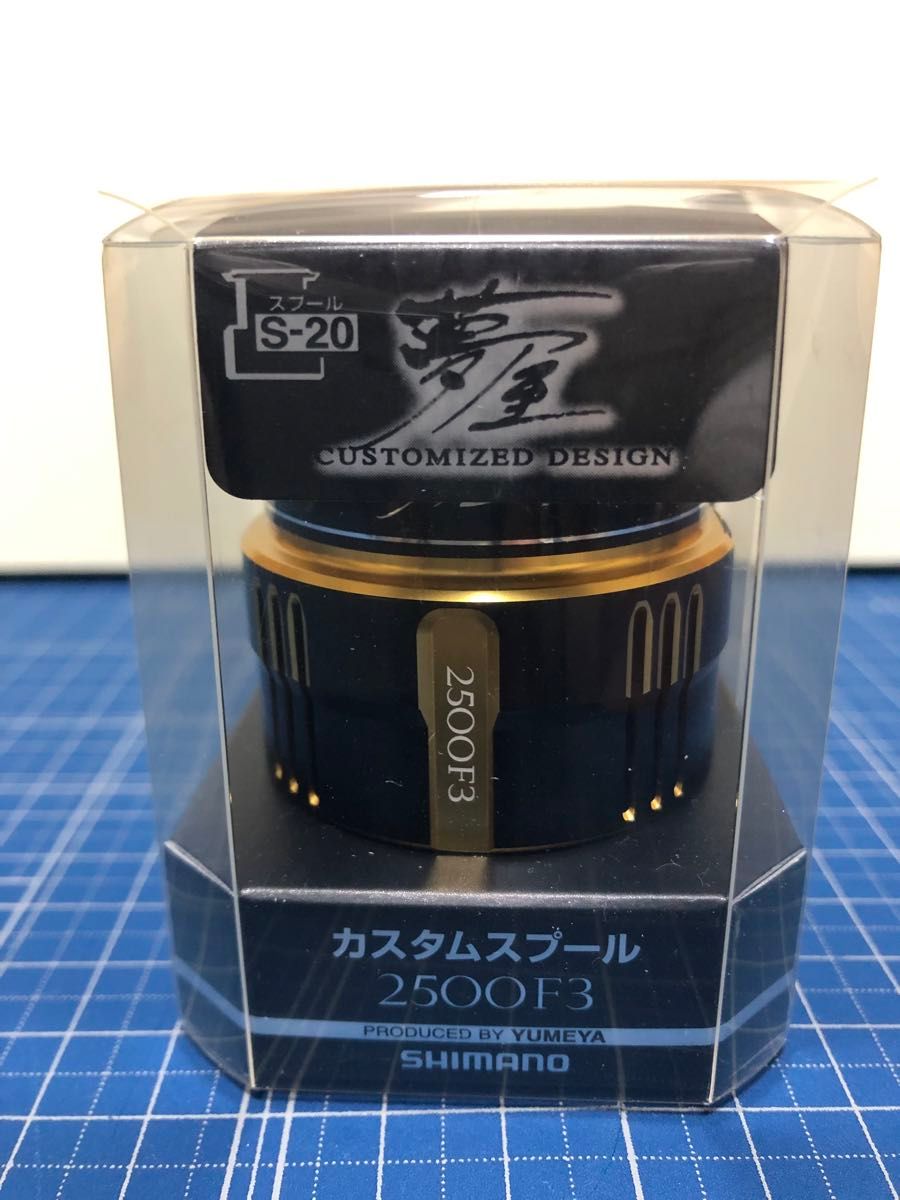 スプール
S-20
夢屋
CUSTOMIZED DESIGN
2500F3
カスタムスプール
2500F3
PRODUCED BY YUMEYA
SHIMANO